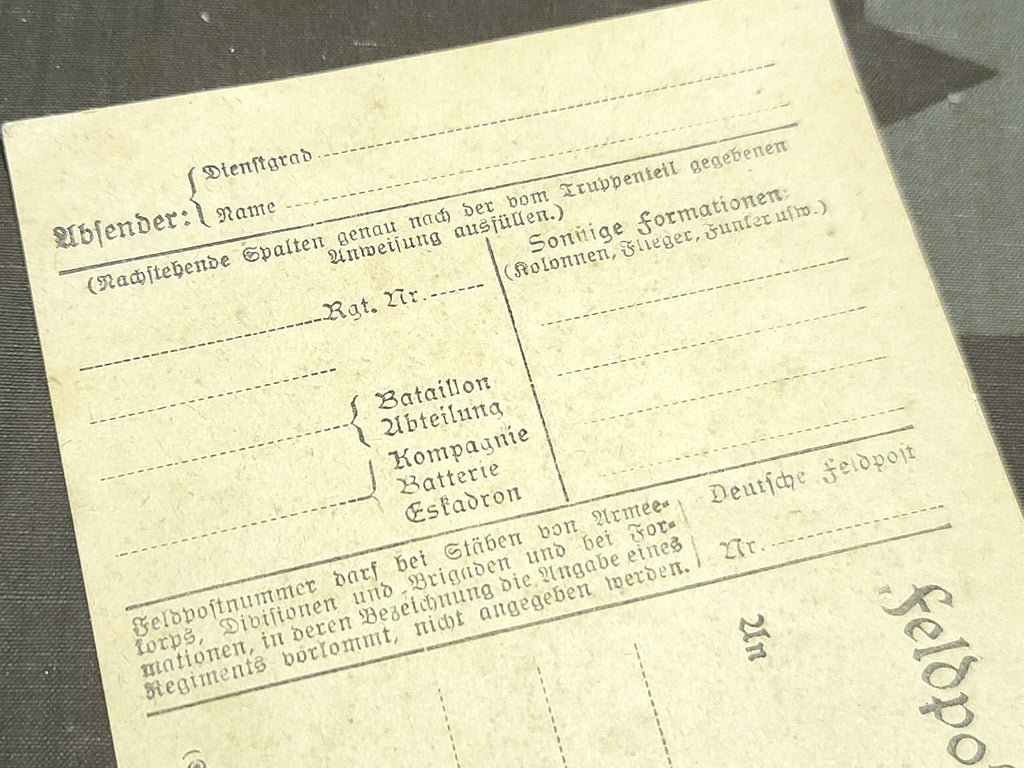 Absender:
Dienstgrad
Name
(Nachstehende Spalten genau nach der vom Truppenteil gegebenen
Anweisung ausfüllen.)
Rgt. Nr.
Bataillon
Abteilung
Kompagnie
Batterie
Eskadron
Sonstige Formationen:
(Kolonnen, Flieger, Funker usw.)
Feldpostnummer darf bei Stäben von Armee-
korps, Divisionen und Brigaden und bei For-
mationen, in deren Bezeichnung die Angabe eines
Regiments vorkommt, nicht angegeben werden.
Deutsche Feldpost
Nr.
An
Feldpo